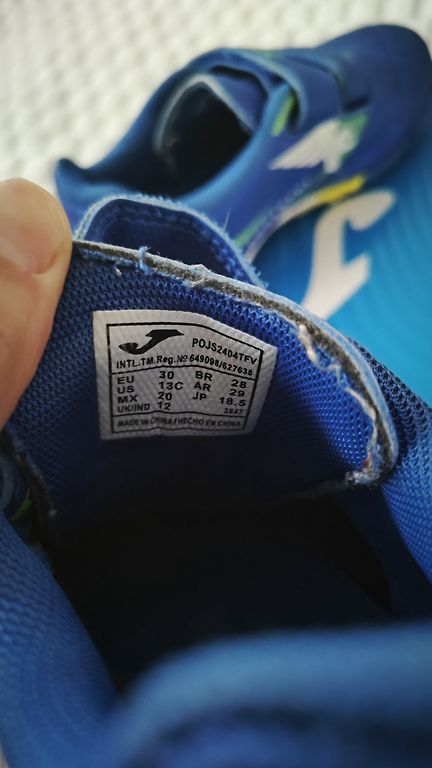 POJS2404TFV
INTL.TM.Reg.Nº 649098/627638
EU 30 BR 28
US 13C AR 29
MX 20 JP 18.5
UK/IND 12 3847
MADE IN CHINA/HECHO EN CHINA